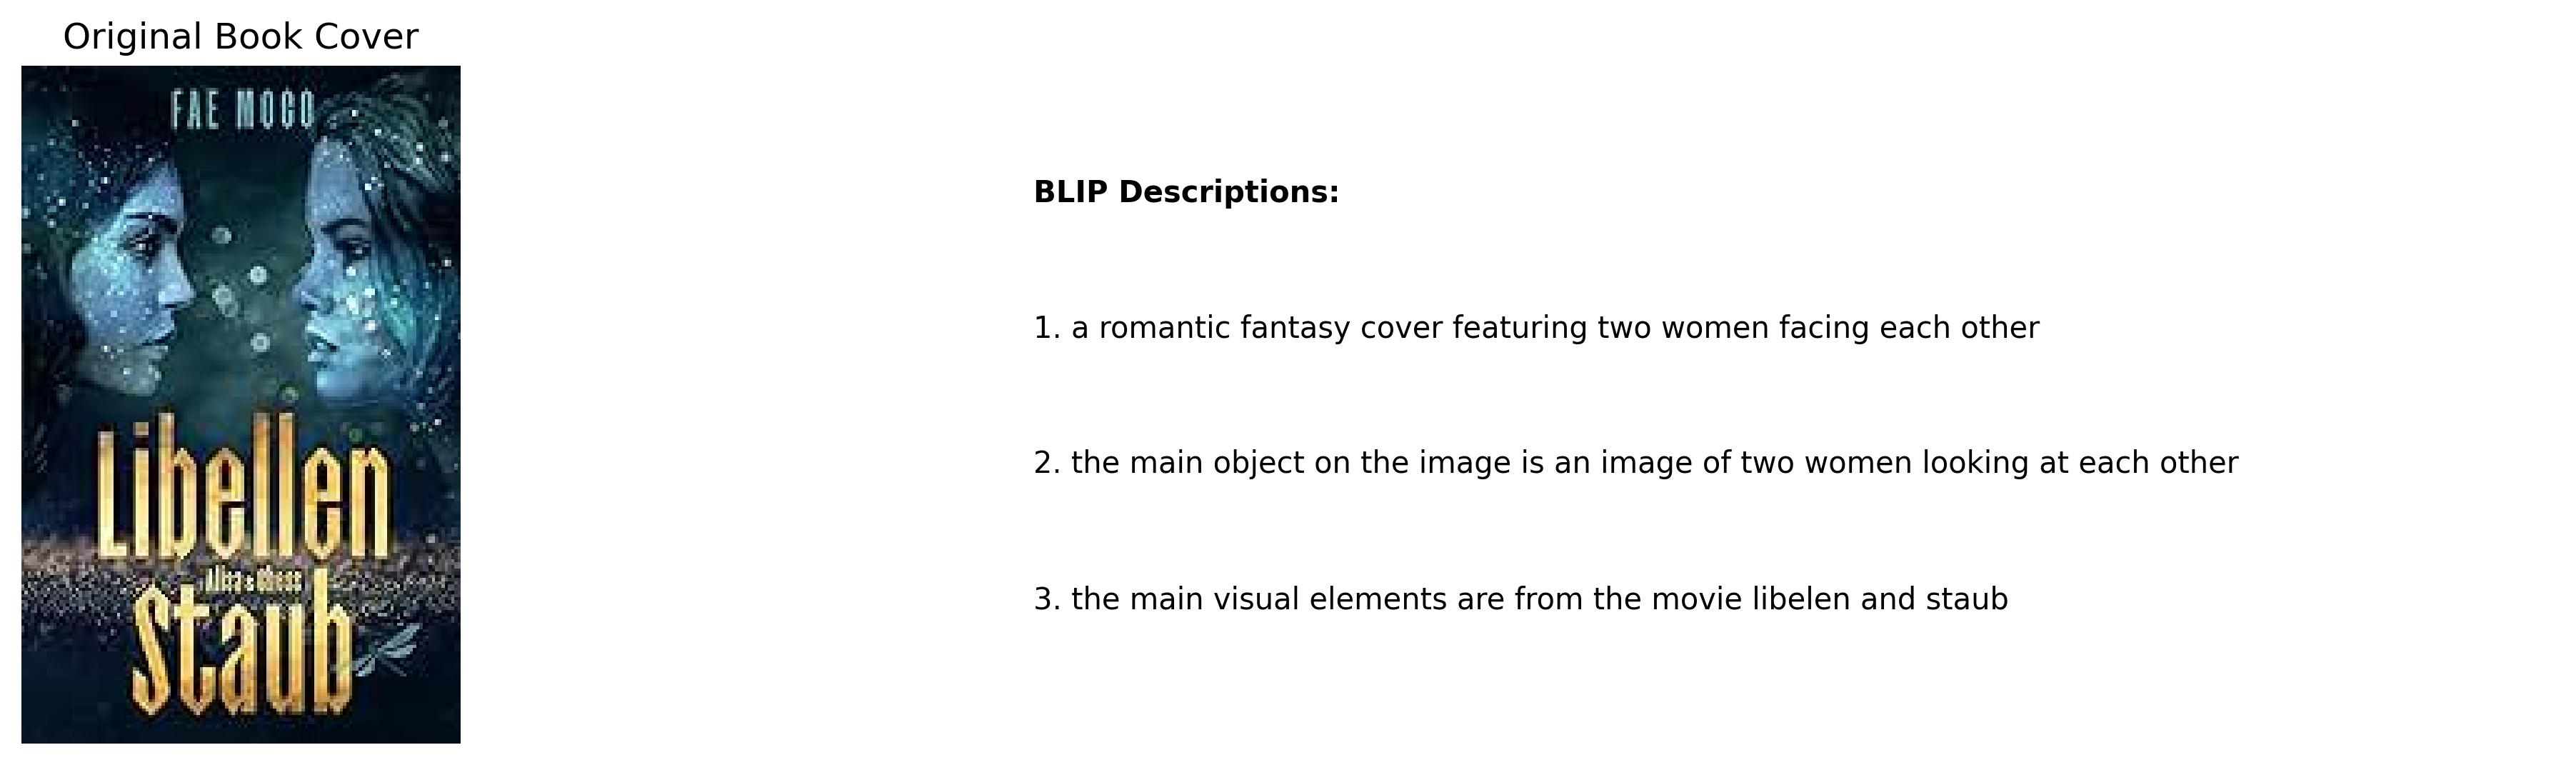 Original Book Cover
FAE MOGO
Libellen
Staub
BLIP Descriptions:
1. a romantic fantasy cover featuring two women facing each other
2. the main object on the image is an image of two women looking at each other
3. the main visual elements are from the movie libelen and staub